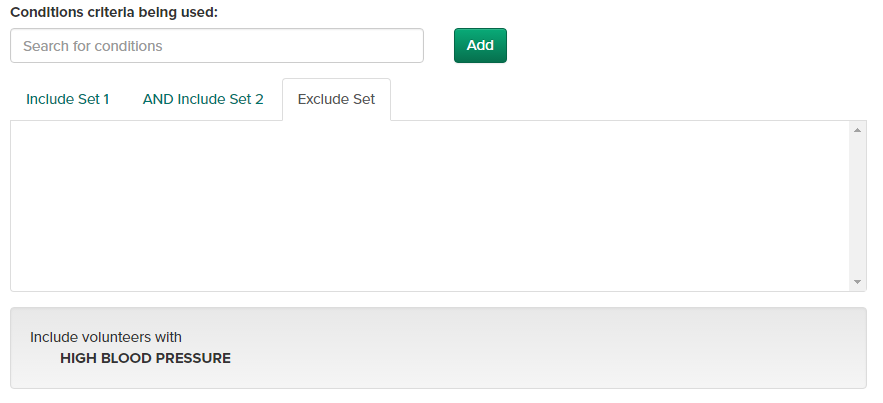 Conditions criteria being used:
Search for conditions
Add
Include Set 1
AND Include Set 2
Exclude Set
Include volunteers with
HIGH BLOOD PRESSURE